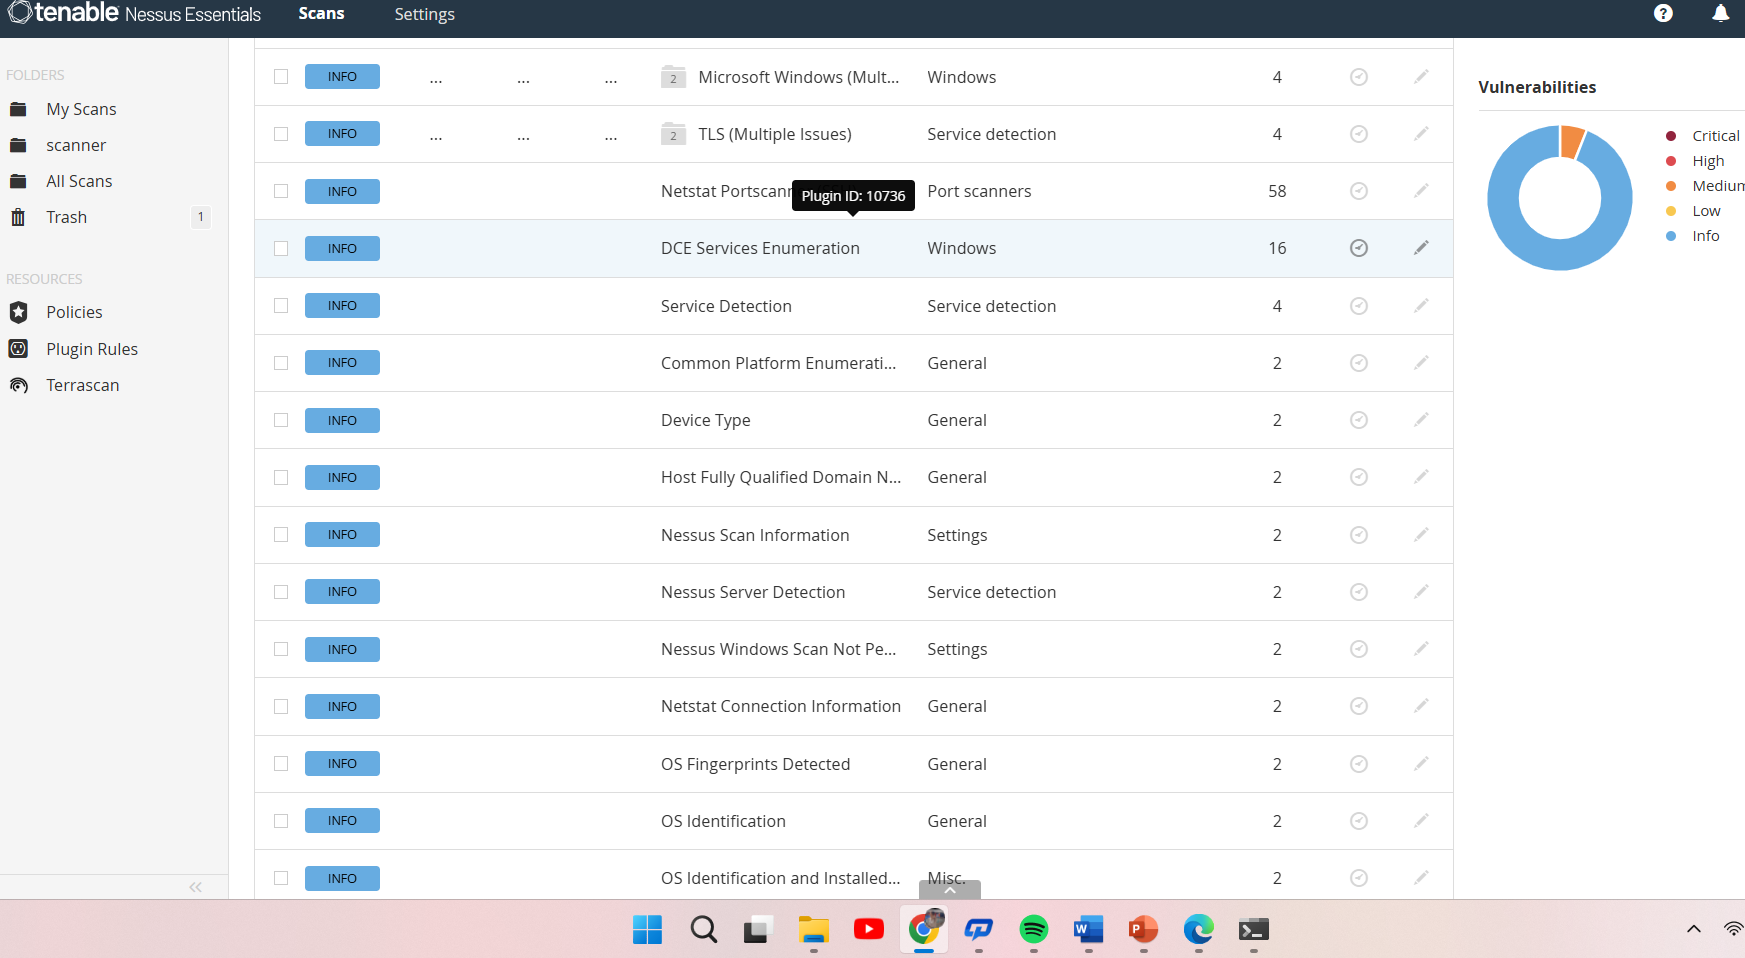 tenable Nessus Essentials Scans Settings
FOLDERS
My Scans
scanner
All Scans
Trash 1
RESOURCES
Policies
Plugin Rules
Terrascan
INFO ... ... ... 2 Microsoft Windows (Mult... Windows 4
INFO ... ... ... 2 TLS (Multiple Issues) Service detection 4
INFO Netstat Portscann Port scanners 58
Plugin ID: 10736
INFO DCE Services Enumeration Windows 16
INFO Service Detection Service detection 4
INFO Common Platform Enumerati... General 2
INFO Device Type General 2
INFO Host Fully Qualified Domain N... General 2
INFO Nessus Scan Information Settings 2
INFO Nessus Server Detection Service detection 2
INFO Nessus Windows Scan Not Pe... Settings 2
INFO Netstat Connection Information General 2
INFO OS Fingerprints Detected General 2
INFO OS Identification General 2
INFO OS Identification and Installed... Misc. 2
Vulnerabilities
Critical
High
Medium
Low
Info